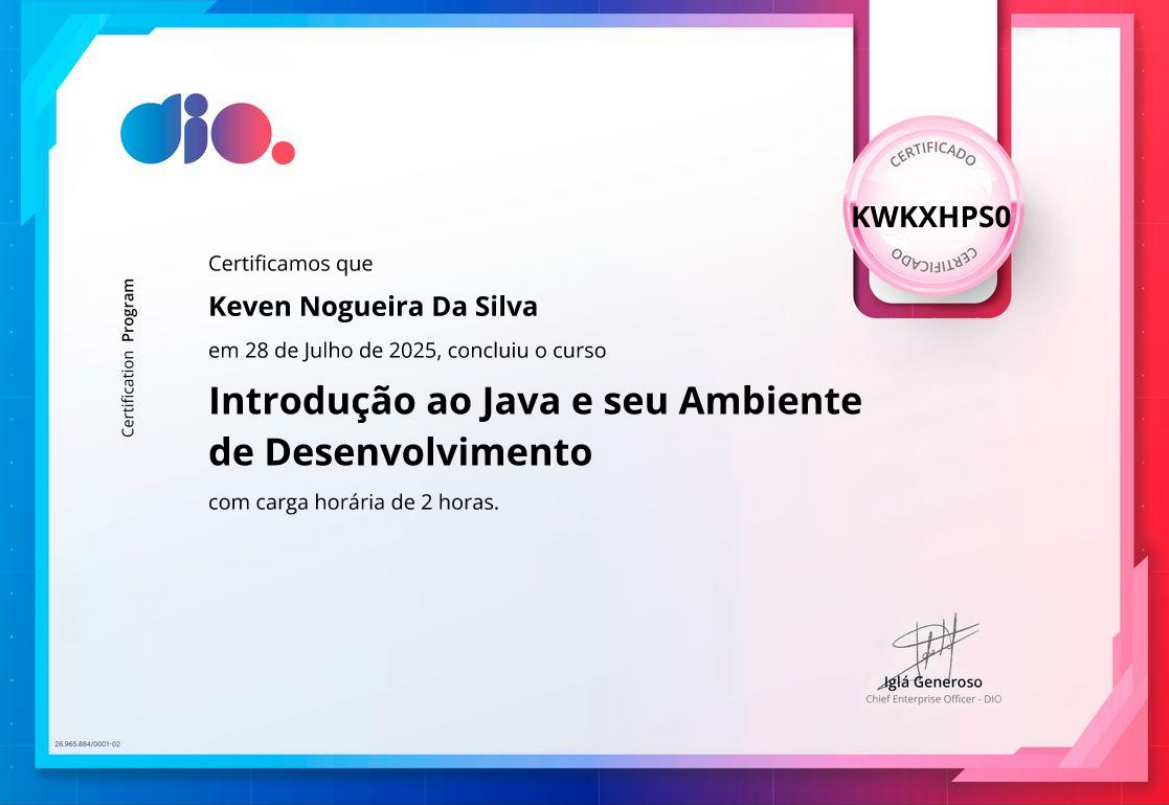 dio.
CERTIFICADO
KWKXHPS0
CERTIFICADO
Certification Program
Certificamos que
Keven Nogueira Da Silva
em 28 de Julho de 2025, concluiu o curso
Introdução ao Java e seu Ambiente
de Desenvolvimento
com carga horária de 2 horas.
Iglá Generoso
Chief Enterprise Officer - DIO
26.965.884/0001-02